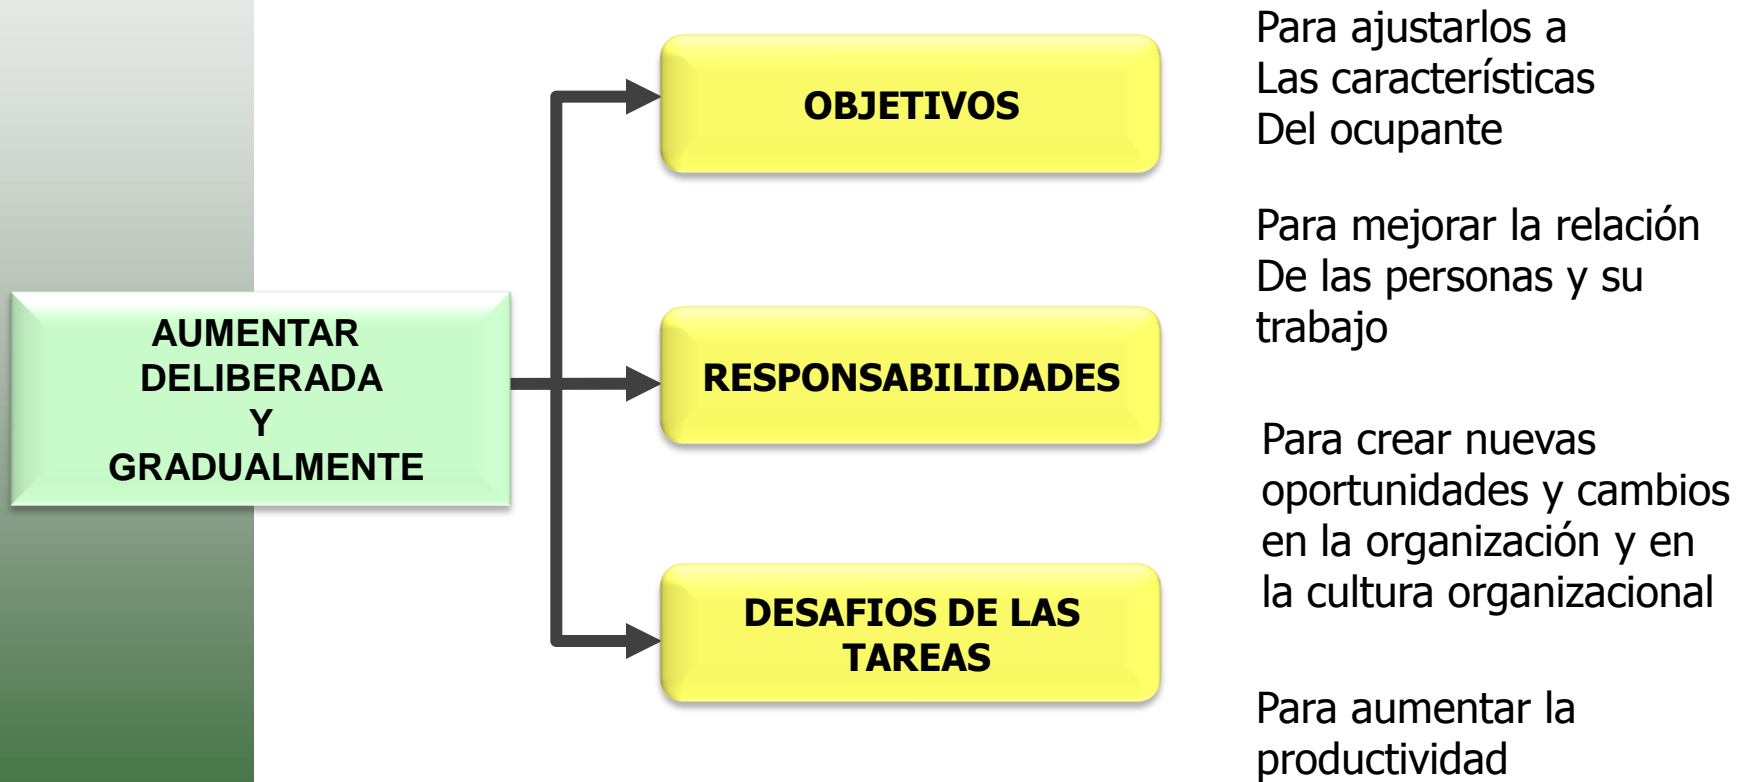 AUMENTAR
DELIBERADA
Y
GRADUALMENTE
OBJETIVOS
RESPONSABILIDADES
DESAFIOS DE LAS
TAREAS
Para ajustarlos a
Las características
Del ocupante
Para mejorar la relación
De las personas y su
trabajo
Para crear nuevas
oportunidades y cambios
en la organización y en
la cultura organizacional
Para aumentar la
productividad